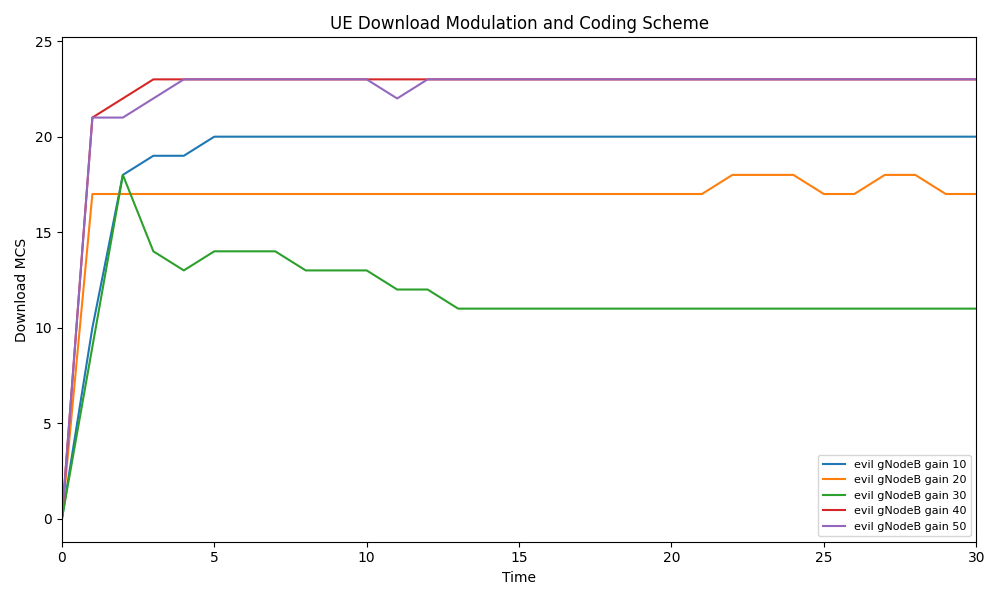 UE Download Modulation and Coding Scheme
25
20
15
10
5
0
Download MCS
0 5 10 15 20 25 30
Time
evil gNodeB gain 10
evil gNodeB gain 20
evil gNodeB gain 30
evil gNodeB gain 40
evil gNodeB gain 50